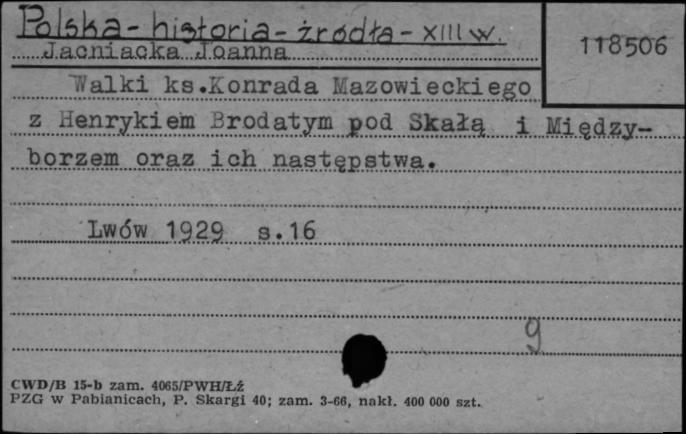 Polska - historia - żródła - XIII w.
118506
Jacniacka Joanna
Walki ks.Konrada Mazowieckiego
z Henrykiem Brodatym pod Skałą i Między-
borzem oraz ich następstwa.
Lwów 1929 s.16
9
CWD/B 15-b zam. 4065/PWH/Łź
PZG w Pabianicach, P. Skargi 40; zam. 3-66, nakł. 400 000 szt.